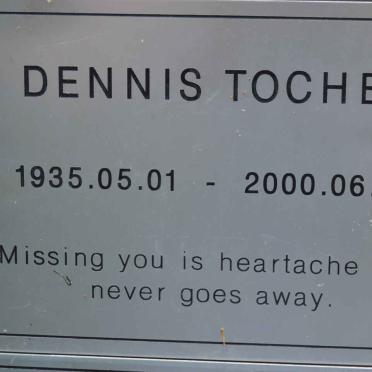 DENNIS TOCHE
1935.05.01 - 2000.06.
Missing you is heartache
never goes away.